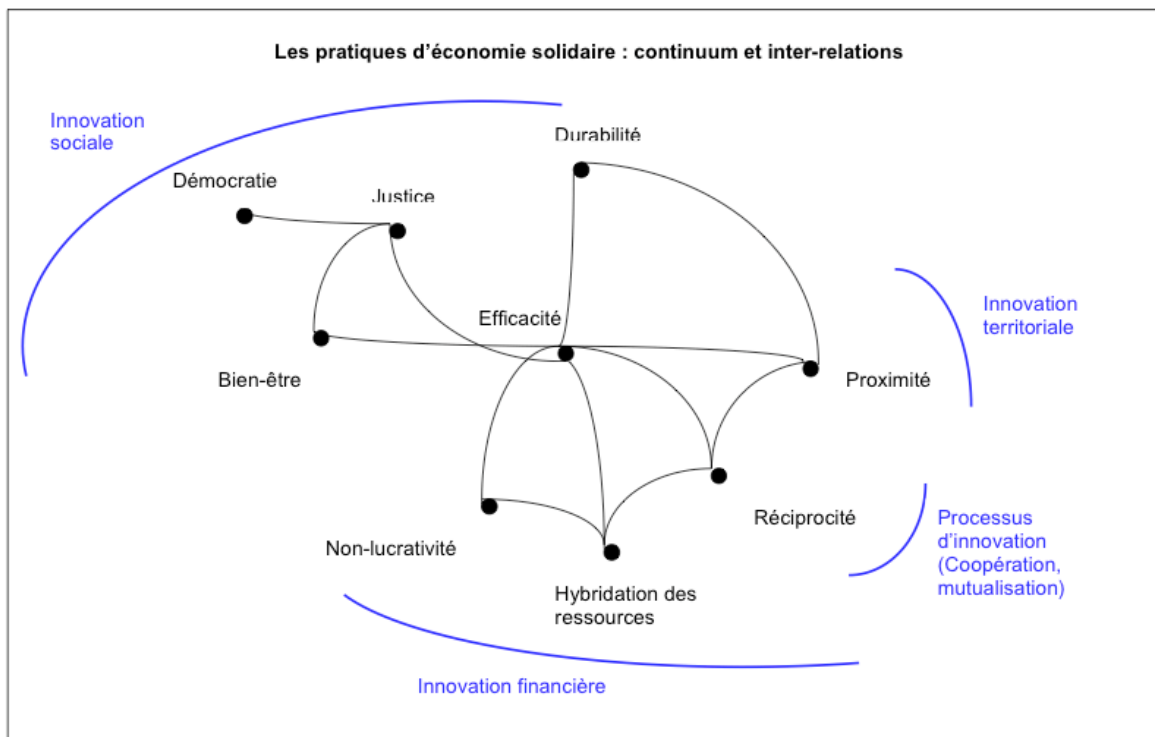 Les pratiques d'économie solidaire : continuum et inter-relations
Innovation
sociale
Durabilité
Démocratie
Justice
Efficacité
Innovation
territoriale
Bien-être
Proximité
Réciprocité
Processus
d'innovation
(Coopération,
mutualisation)
Non-lucrativité
Hybridation des
ressources
Innovation financière